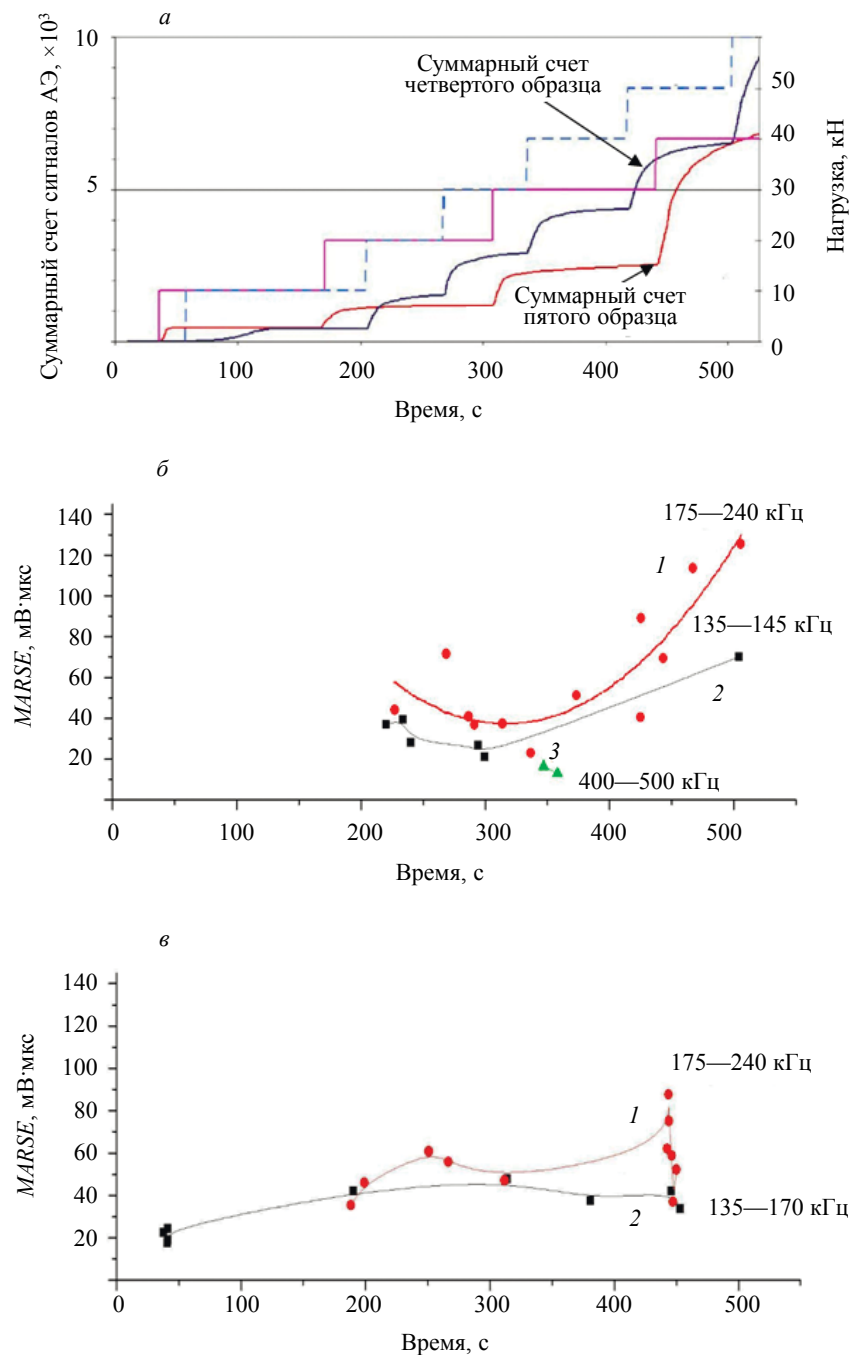 а
Суммарный счет сигналов АЭ, ×10³
10
5
Суммарный счет
четвертого образца
Суммарный счет
пятого образца
50
40
30
20
10
0
Нагрузка, кН
0 100 200 300 400 500
Время, с
б
MARSE, мВ·мкс
140
120
100
80
60
40
20
175—240 кГц
1
135—145 кГц
2
3
400—500 кГц
0 100 200 300 400 500
Время, с
в
MARSE, мВ·мкс
140
120
100
80
60
40
20
175—240 кГц
1
2
135—170 кГц
0 100 200 300 400 500
Время, с